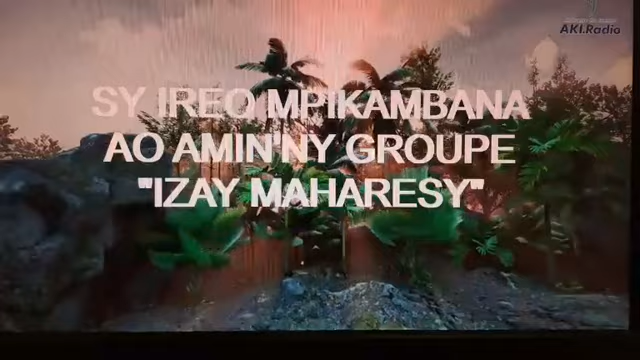 AKI.Radio
SY IREO MPIKAMBANA
AO AMIN'NY GROUPE
"IZAY MAHARESY"